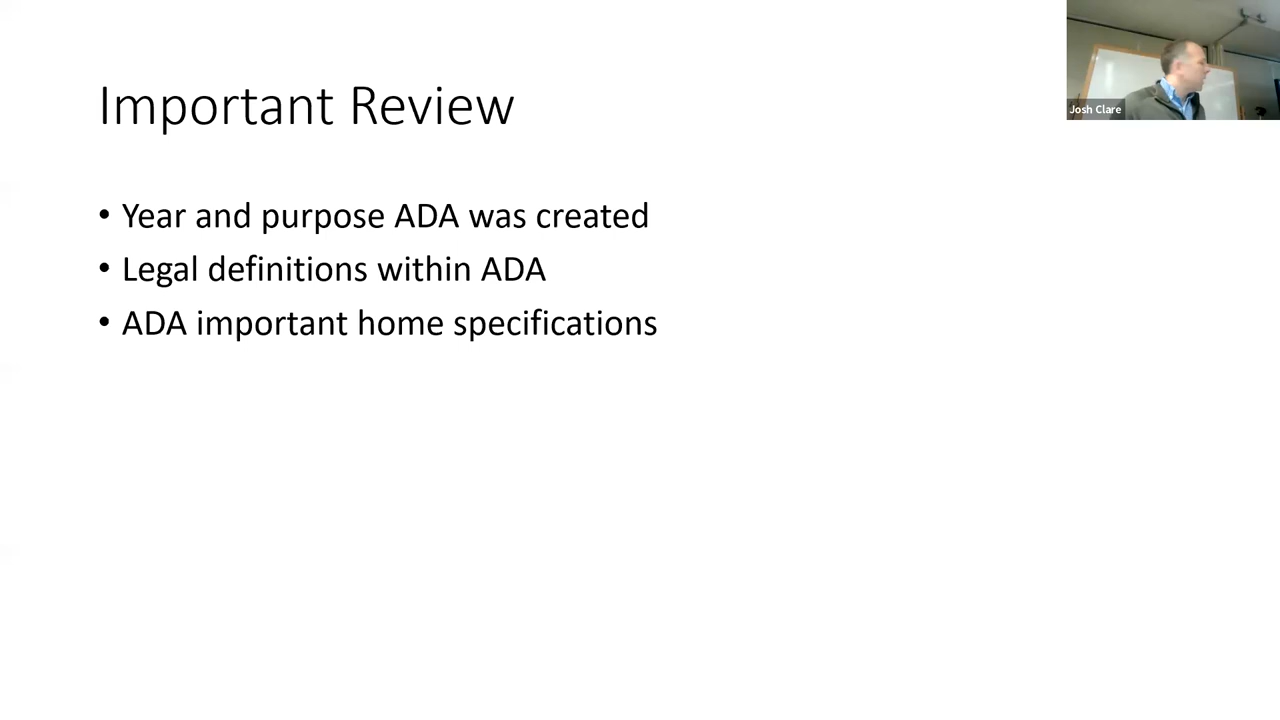 Important Review
• Year and purpose ADA was created
• Legal definitions within ADA
• ADA important home specifications
Josh Clare